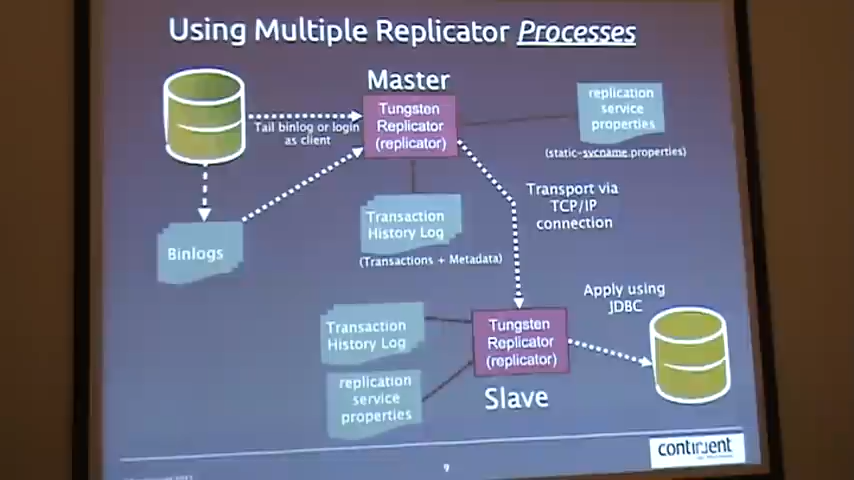 Using Multiple Replicator Processes
Master
Tungsten
Replicator
(replicator)
Tail binlog or login
as client
replication
service
properties
(static-svcname.properties)
Transport via
TCP/IP
connection
Transaction
History Log
(Transactions + Metadata)
Binlogs
Apply using
JDBC
Transaction
History Log
Tungsten
Replicator
(replicator)
replication
service
properties
Slave
continuent
9